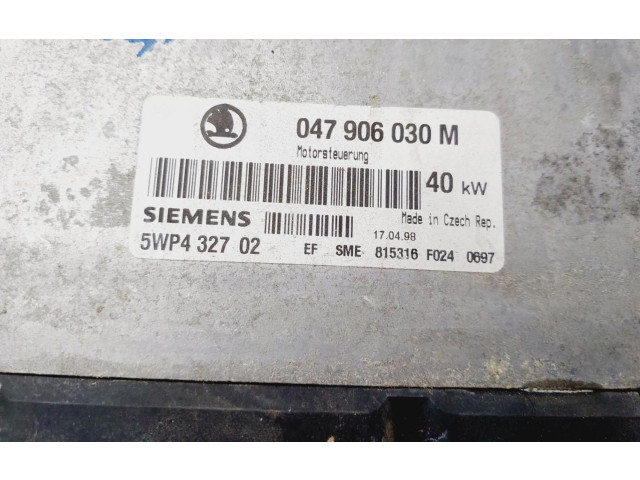 047 906 030 M
Motorsteuerung
40 kW
SIEMENS
Made in Czech Rep.
17.04.98
5WP4 327 02 EF SME 815316 F024 0697